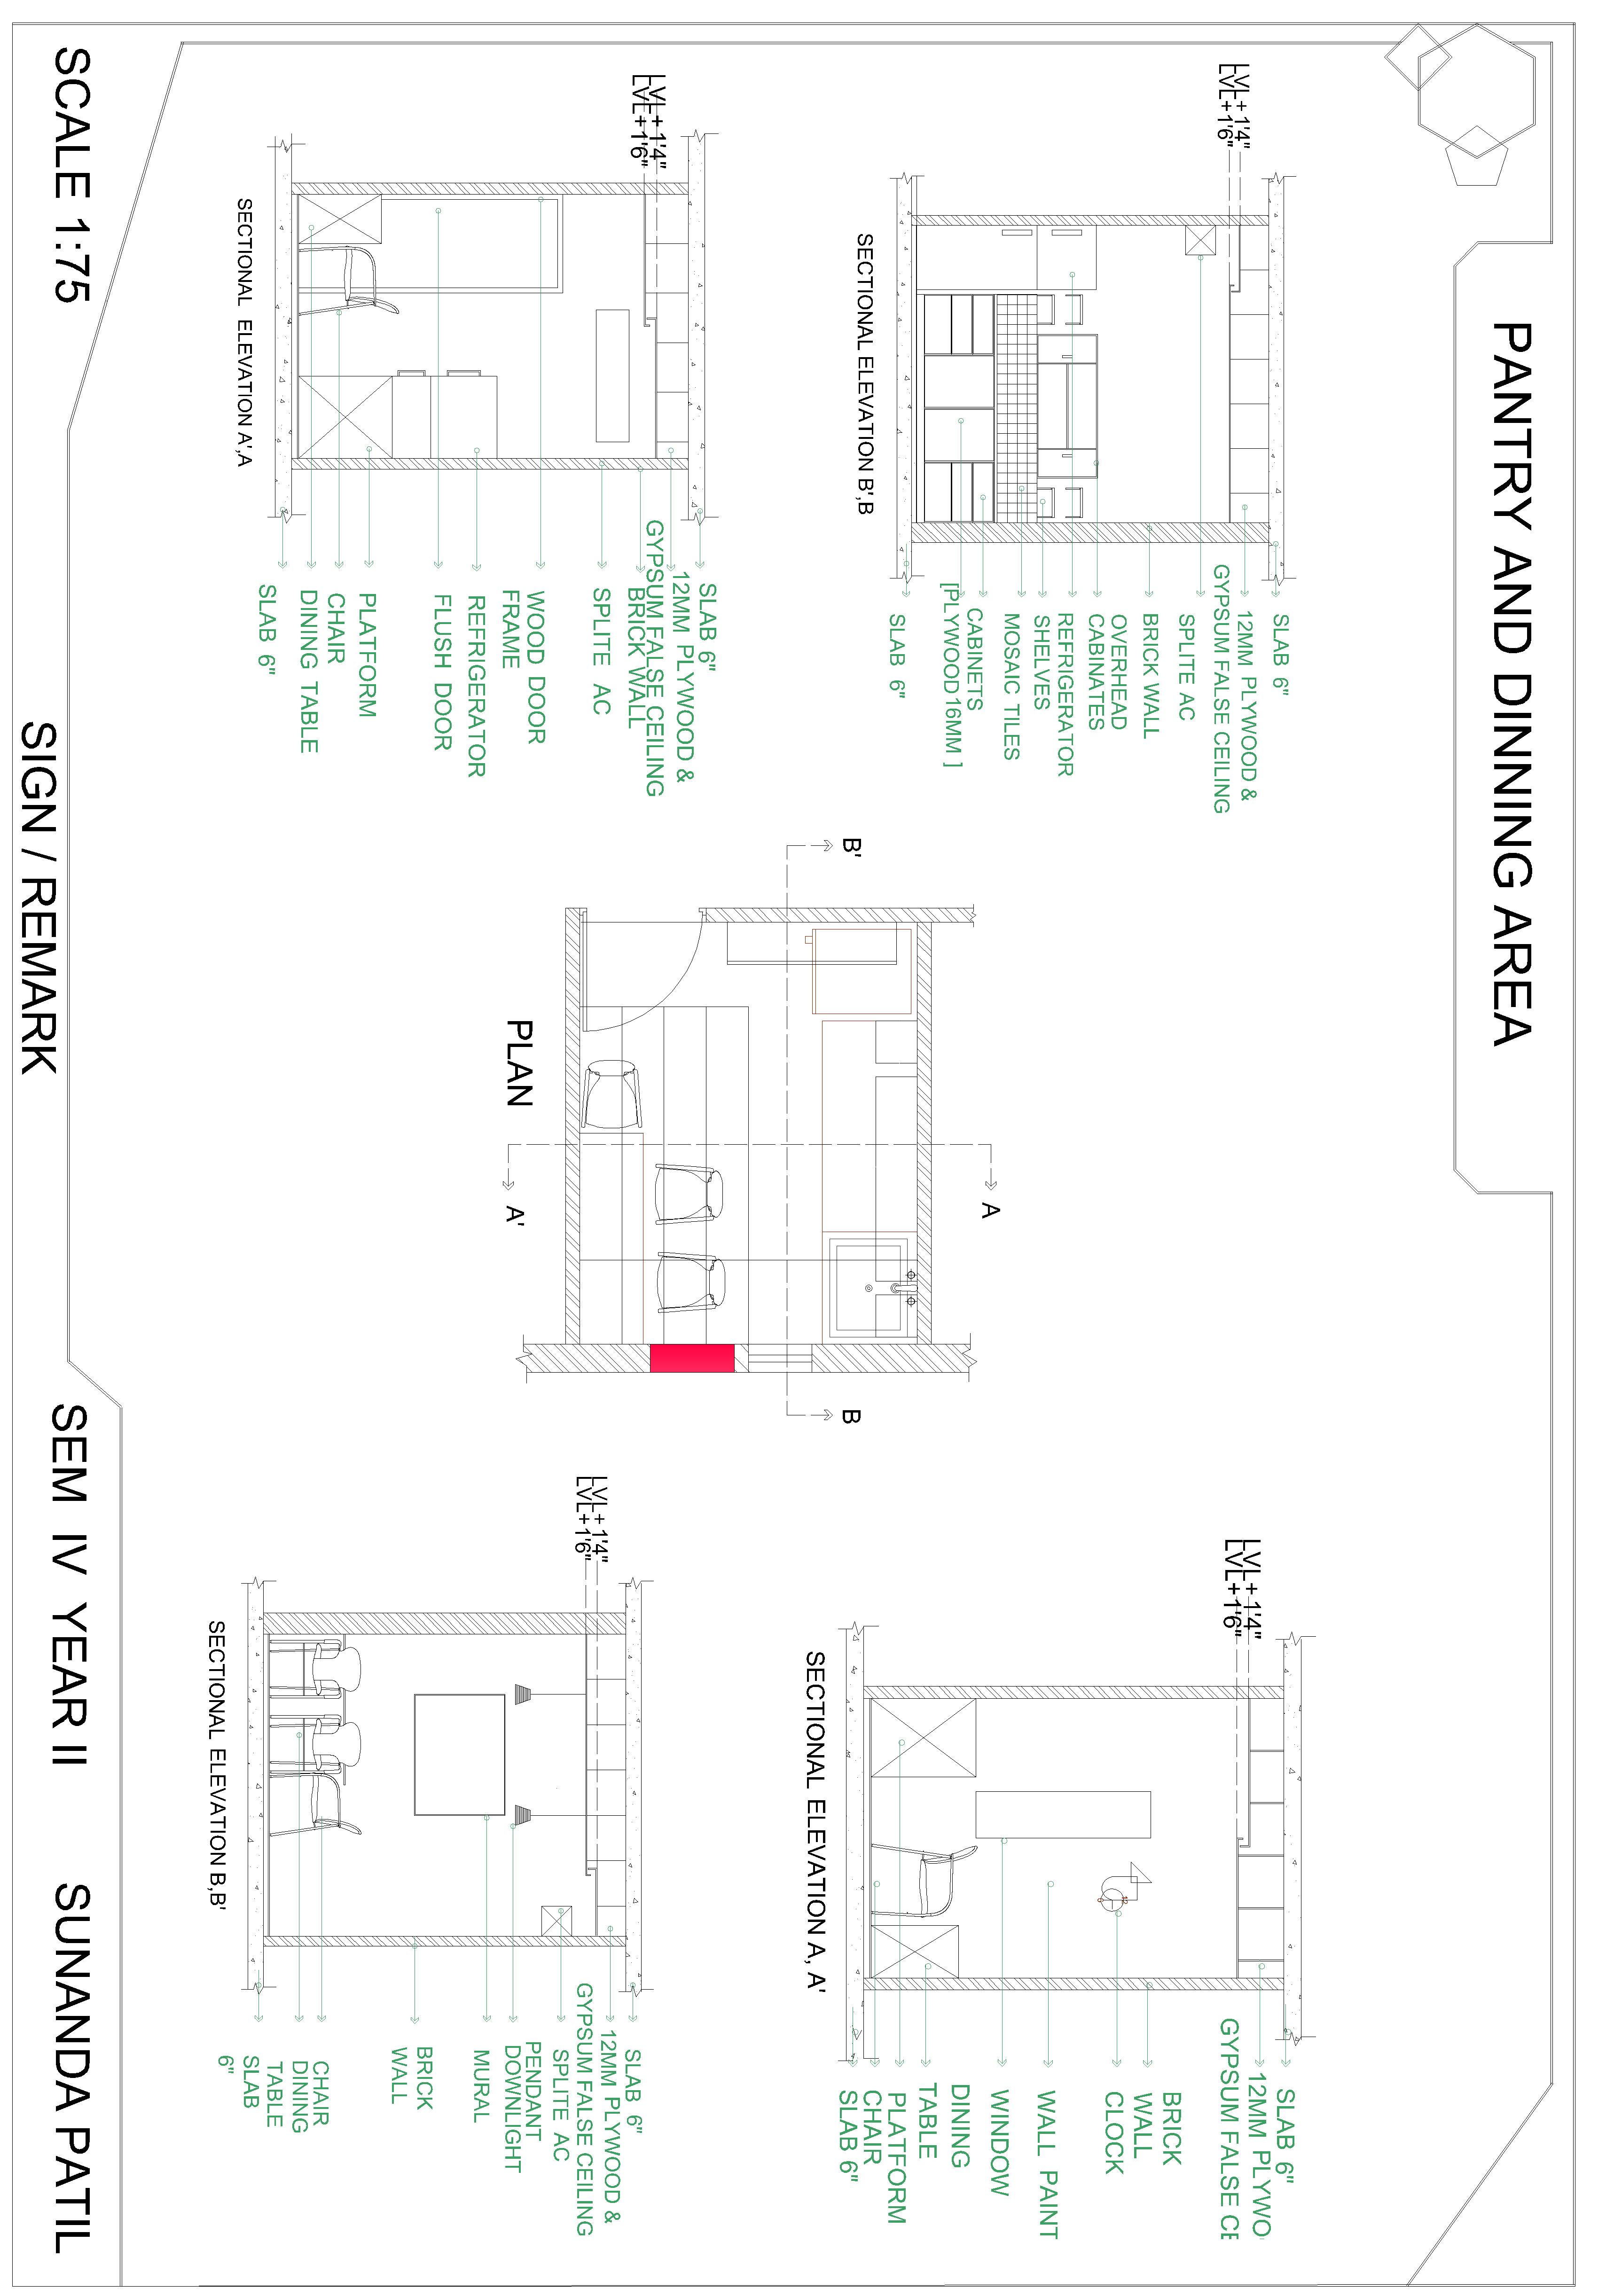 PANTRY AND DINNING AREA
SLAB 6"
12MM PLYWOOD &
GYPSUM FALSE CEILING
LVL+1'4"
LVL+1'6"
SPLITE AC
BRICK WALL
OVERHEAD
CABINATES
REFRIGERATOR
SHELVES
MOSAIC TILES
CABINETS
[PLYWOOD 16MM ]
SLAB 6"
SECTIONAL ELEVATION B',B
SLAB 6"
12MM PLYWO
GYPSUM FALSE CE
LVL+1'4"
LVL+1'6"
BRICK
WALL
CLOCK
12
6
WALL PAINT
WINDOW
DINING
TABLE
PLATFORM
CHAIR
SLAB 6"
SECTIONAL ELEVATION A, A'
A
B'
B
PLAN
A'
SLAB 6"
12MM PLYWOOD &
GYPSUM FALSE CEILING
LVL+1'4"
LVL+1'6"
BRICK WALL
SPLITE AC
WOOD DOOR
FRAME
REFRIGERATOR
FLUSH DOOR
PLATFORM
CHAIR
DINING TABLE
SLAB 6"
SECTIONAL ELEVATION A',A
SLAB 6"
12MM PLYWOOD &
GYPSUM FALSE CEILING
LVL+1'4"
LVL+1'6"
SPLITE AC
PENDANT
DOWNLIGHT
MURAL
BRICK
WALL
CHAIR
DINING
TABLE
SLAB
6"
SECTIONAL ELEVATION B,B'
SCALE 1:75
SIGN / REMARK
SEM IV YEAR II
SUNANDA PATIL